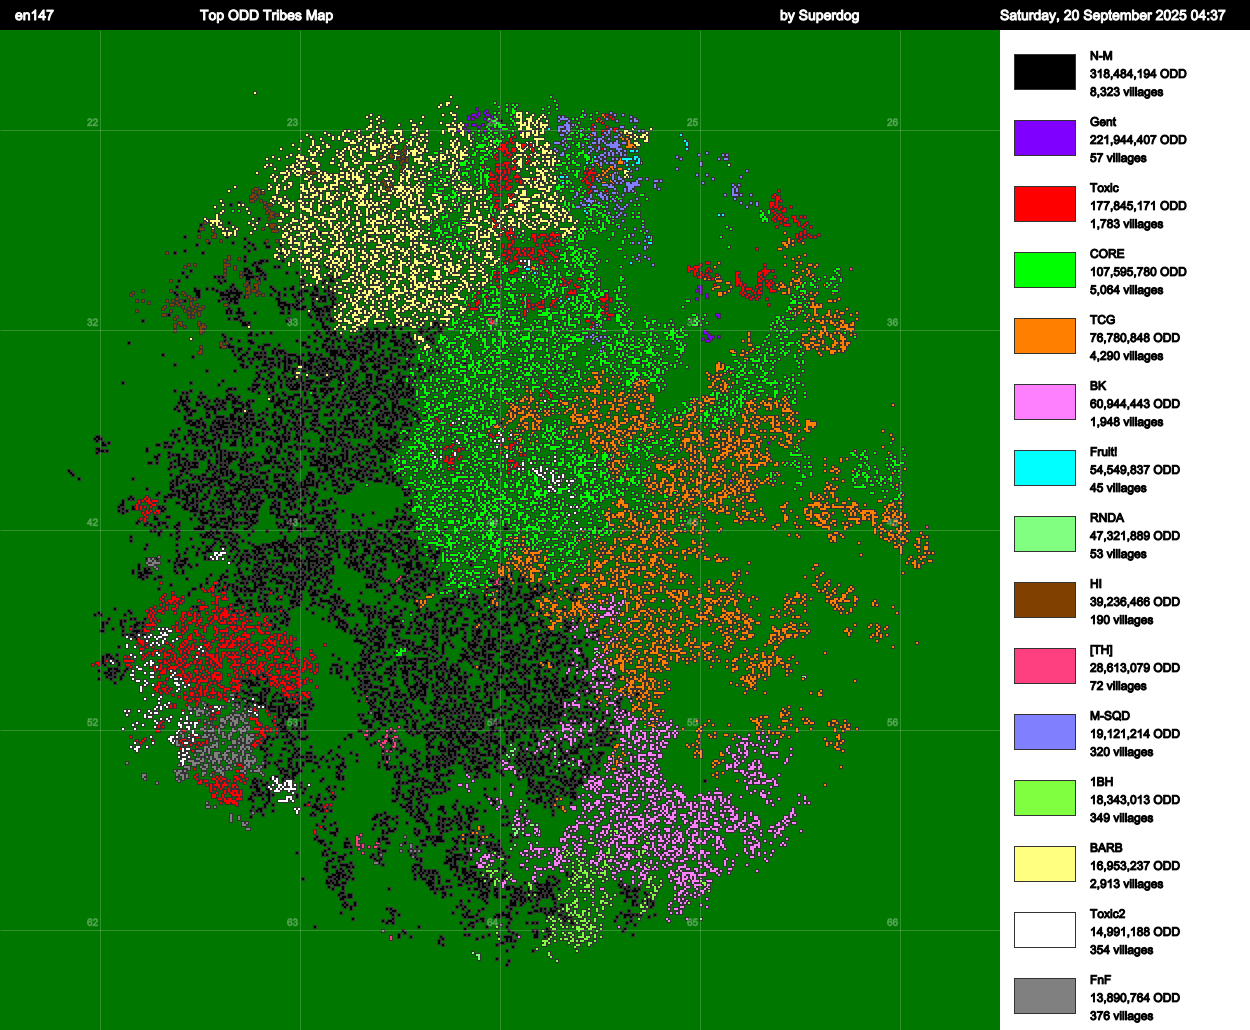 en147 Top ODD Tribes Map by Superdog Saturday, 20 September 2025 04:37
N-M
318,484,194 ODD
8,323 villages
Gent
221,944,407 ODD
57 villages
Toxic
177,845,171 ODD
1,783 villages
CORE
107,595,780 ODD
5,064 villages
TCG
76,780,848 ODD
4,290 villages
BK
60,944,443 ODD
1,948 villages
Fruit!
54,549,837 ODD
45 villages
RNDA
47,321,889 ODD
53 villages
HI
39,236,466 ODD
190 villages
[TH]
28,613,079 ODD
72 villages
M-SQD
19,121,214 ODD
320 villages
1BH
18,343,013 ODD
349 villages
BARB
16,953,237 ODD
2,913 villages
Toxic2
14,991,188 ODD
354 villages
FnF
13,890,764 ODD
376 villages
22 23 25 26
32 33 35 36
42 43
52 53 54 55 56
62 63 64 65 66